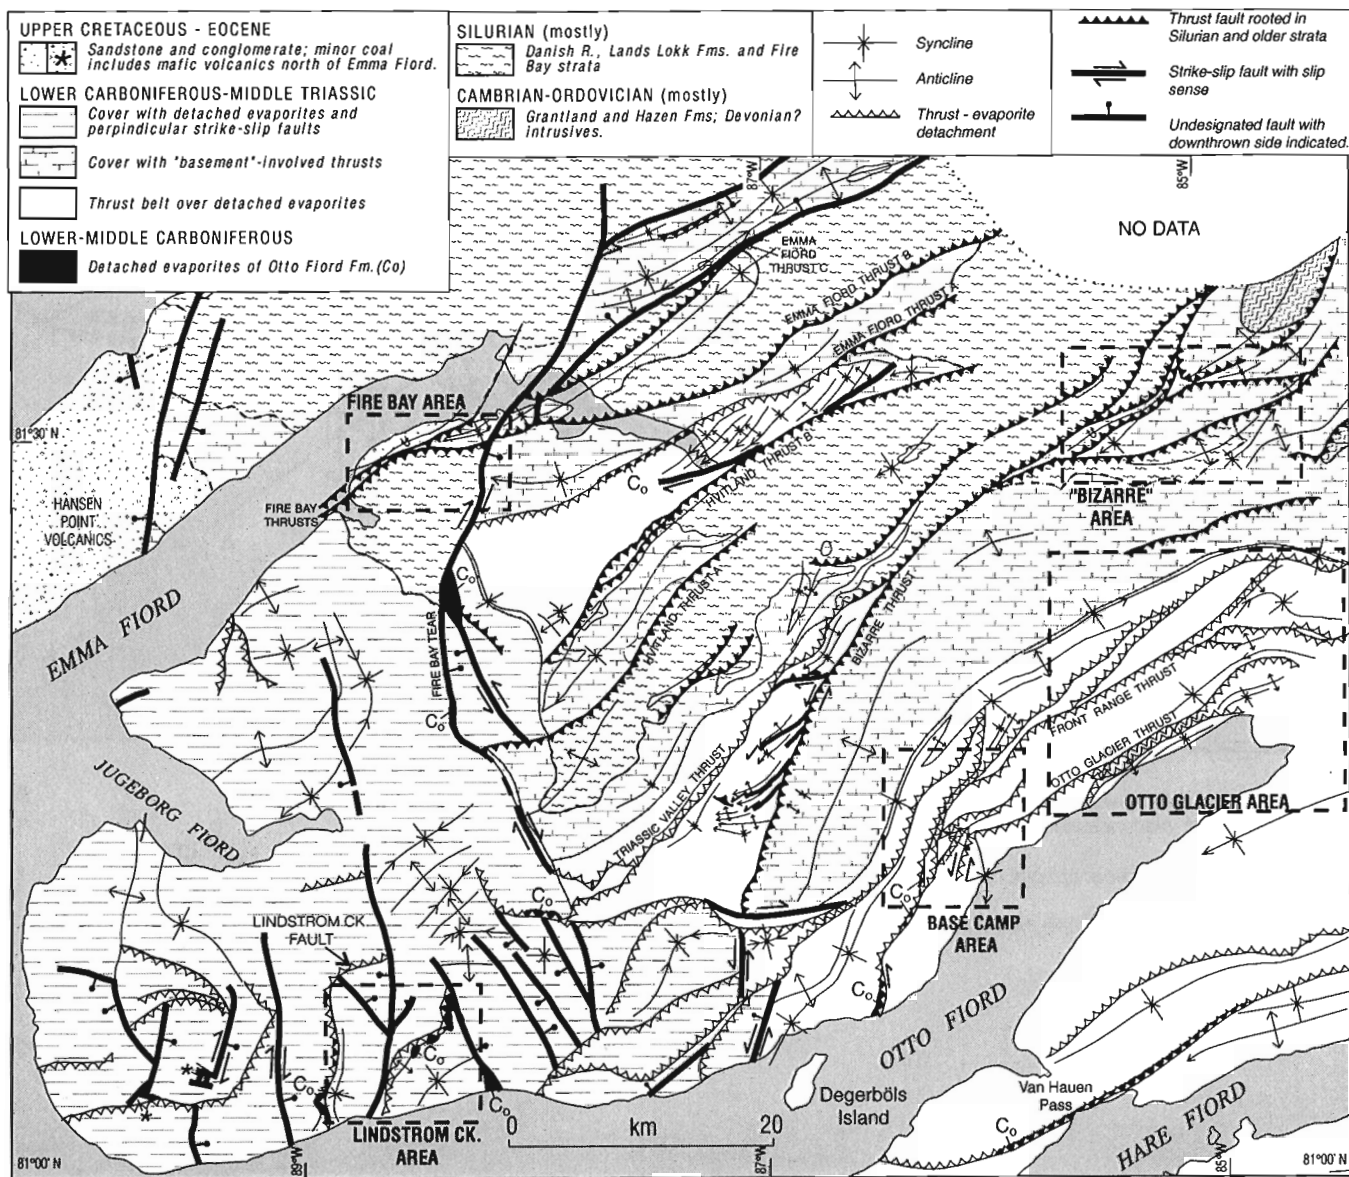 UPPER CRETACEOUS - EOCENE
Sandstone and conglomerate; minor coal
includes mafic volcanics north of Emma Fiord.
LOWER CARBONIFEROUS-MIDDLE TRIASSIC
Cover with detached evaporites and
perpindicular strike-slip faults
Cover with "basement"-involved thrusts
Thrust belt over detached evaporites
LOWER-MIDDLE CARBONIFEROUS
Detached evaporites of Otto Fiord Fm.(Co)
SILURIAN (mostly)
Danish R., Lands Lokk Fms. and Fire
Bay strata
CAMBRIAN-ORDOVICIAN (mostly)
Grantland and Hazen Fms; Devonian?
intrusives.
Syncline
Anticline
Thrust - evaporite
detachment
Thrust fault rooted in
Silurian and older strata
Strike-slip fault with slip
sense
Undesignated fault with
downthrown side indicated.
87°W
85°W
NO DATA
EMMA
FIORD
THRUST C
EMMA FIORD THRUST B
EMMA FIORD THRUST A
FIRE BAY AREA
81°30' N
HANSEN
POINT
VOLCANICS
FIRE BAY
THRUSTS
Co
HVITLAND THRUST B
"BIZARRE"
AREA
EMMA FIORD
Co
FIRE BAY TEAR
HVITLAND THRUST A
BIZARRE THRUST
Co
FRONT RANGE THRUST
OTTO GLACIER THRUST
OTTO GLACIER AREA
JUGEBORG FIORD
TRIASSIC VALLEY THRUST
LINDSTROM CK.
FAULT
Co
Co
BASE CAMP
AREA
Co
OTTO FIORD
Co
Co
Co
Degerböls
Island
Van Hauen
Pass
Co
HARE FIORD
LINDSTROM CK.
AREA
0 km 20
81°00' N
89°W
87°W
85°W
81°00' N